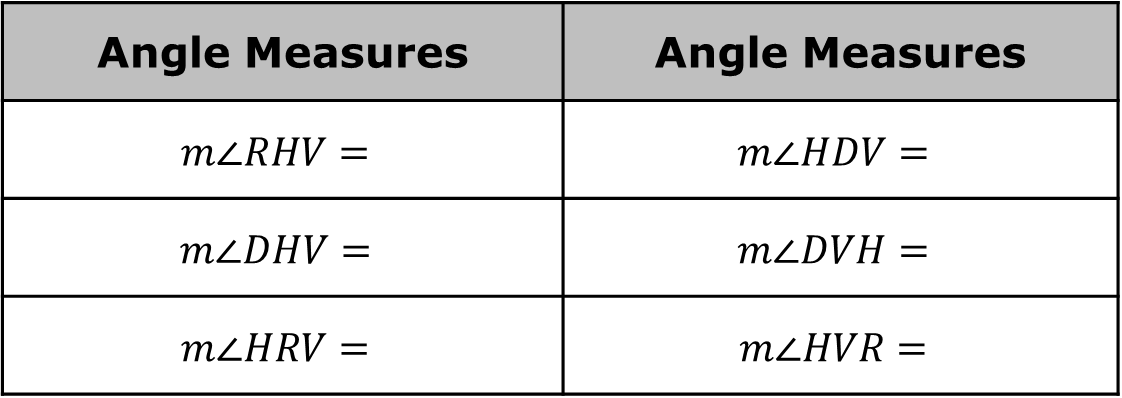 Angle Measures Angle Measures
m∠RHV = m∠HDV =
m∠DHV = m∠DVH =
m∠HRV = m∠HVR =